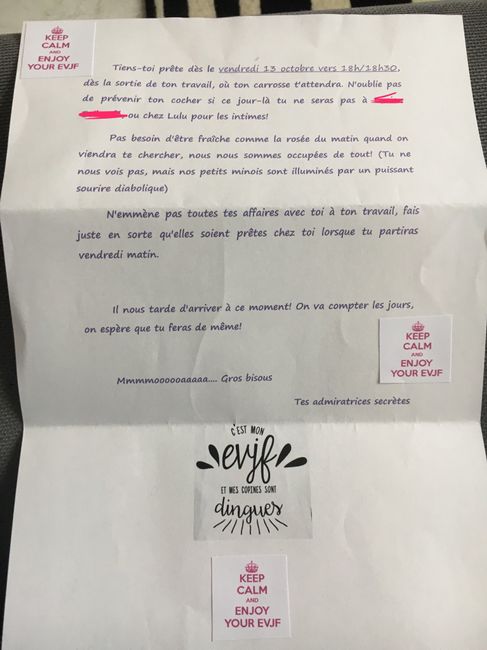 KEEP
CALM
AND
ENJOY
YOUR EVJF
Tiens-toi prête dès le vendredi 13 octobre vers 18h/18h30,
dès la sortie de ton travail, où ton carrosse t'attendra. N'oublie pas
de prévenir ton cocher si ce jour-là tu ne seras pas à
ou chez Lulu pour les intimes!
Pas besoin d'être fraîche comme la rosée du matin quand on
viendra te chercher, nous nous sommes occupées de tout! (Tu ne
nous vois pas, mais nos petits minois sont illuminés par un puissant
sourire diabolique)
N'emmène pas toutes tes affaires avec toi à ton travail, fais
juste en sorte qu'elles soient prêtes chez toi lorsque tu partiras
vendredi matin.
Il nous tarde d'arriver à ce moment! On va compter les jours,
on espère que tu feras de même!
KEEP
CALM
AND
ENJOY
YOUR EVJF
Mmmmoooooaaaaa.... Gros bisous
Tes admiratrices secrètes
C'EST MON
evjf
ET MES COPINES SONT
dingues
KEEP
CALM
AND
ENJOY
YOUR EVJF